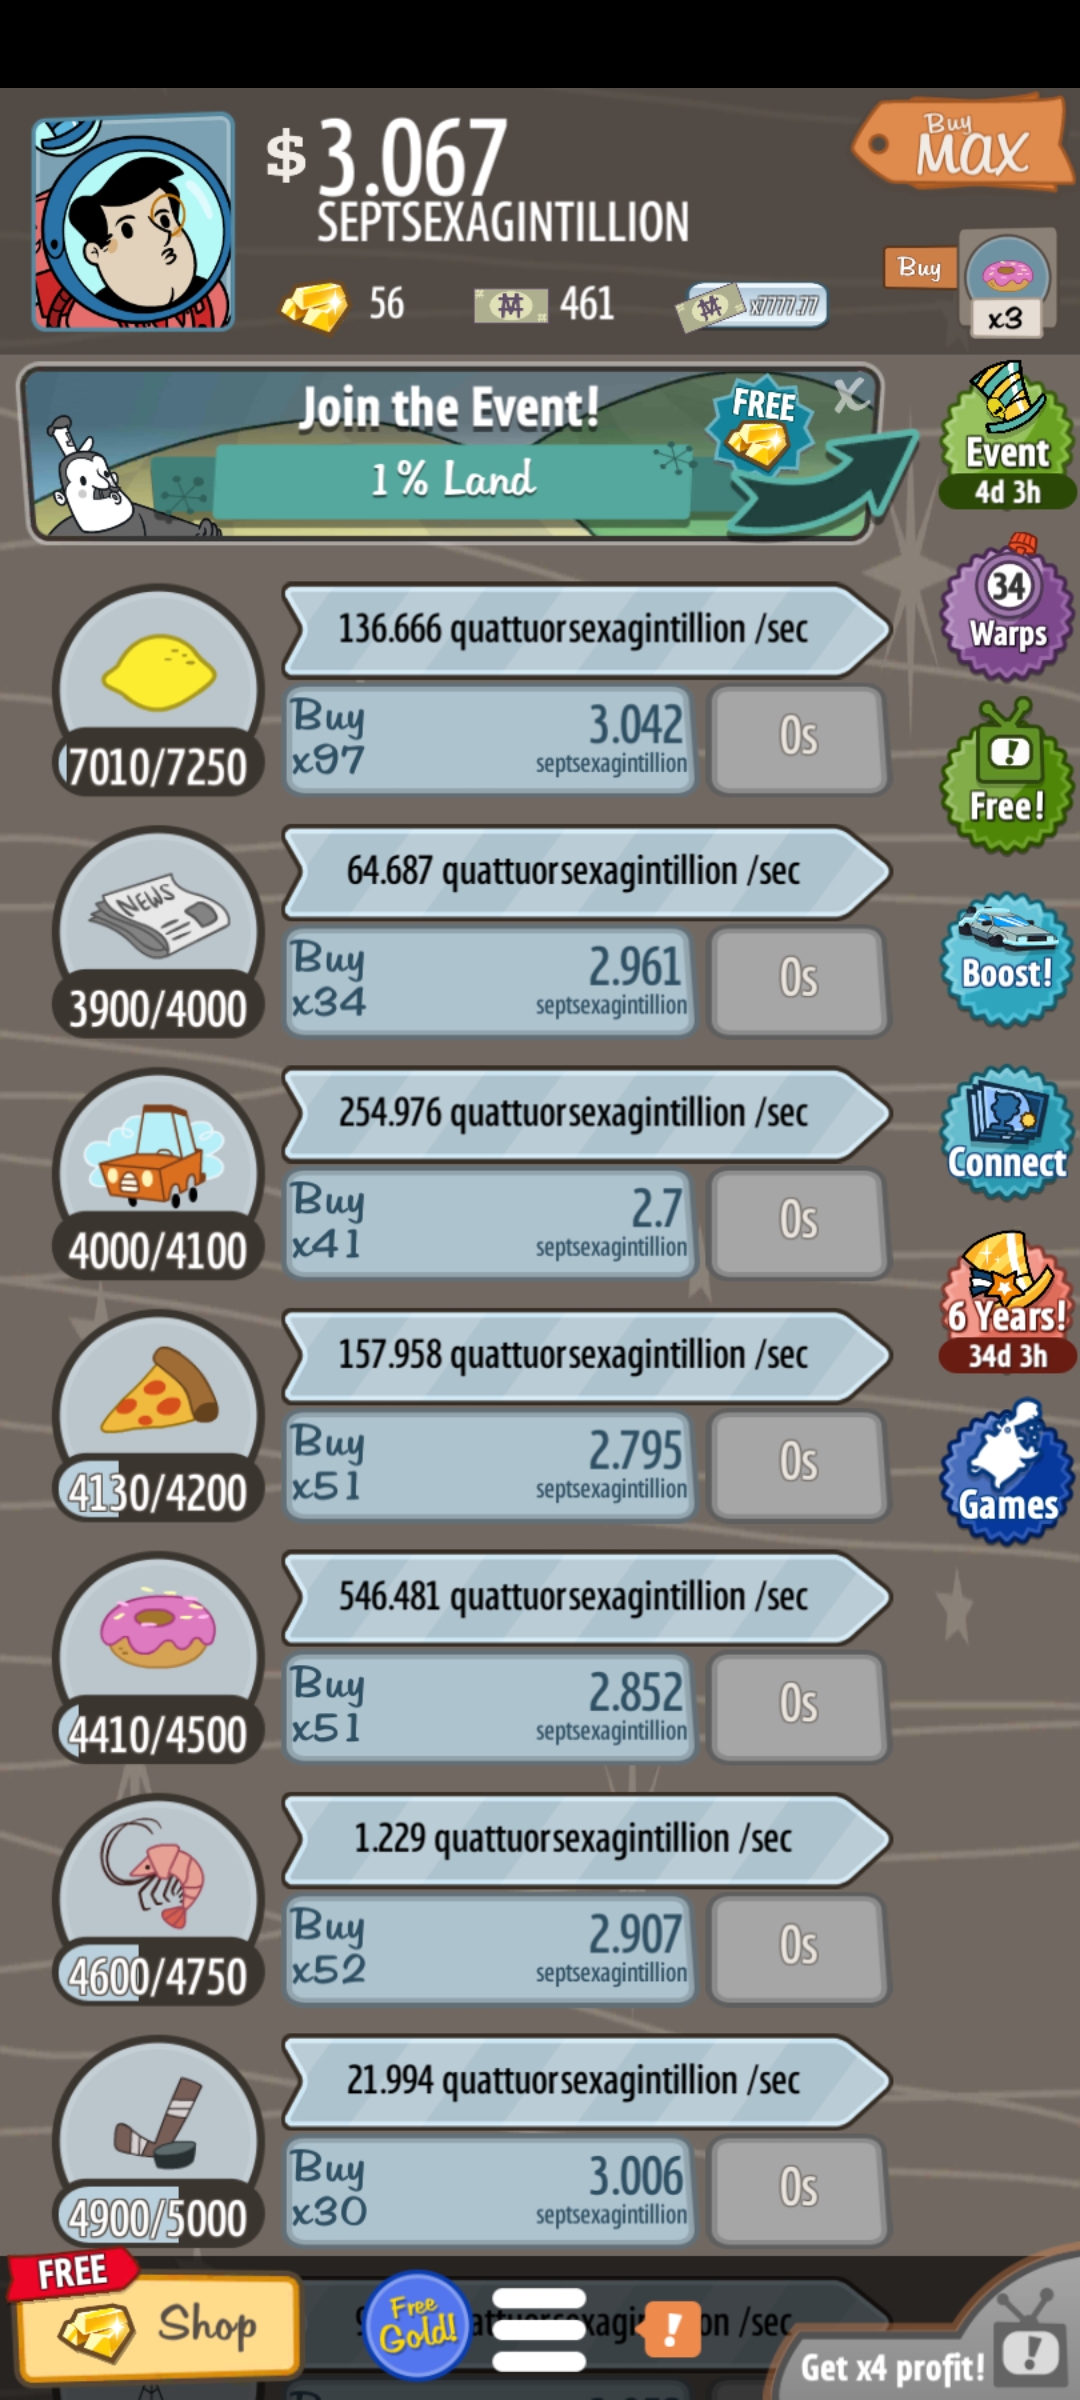 $ 3.067
SEPTSEXAGINTILLION
Buy
MAX
56
461
x7777.77
Buy
x3
Join the Event!
1% Land
FREE
X
Event
4d 3h
136.666 quattuorsexagintillion /sec
7010/7250
Buy
x97
3.042
septsexagintillion
0s
34
Warps
Free!
64.687 quattuorsexagintillion /sec
NEWS
3900/4000
Buy
x34
2.961
septsexagintillion
0s
Boost!
254.976 quattuorsexagintillion /sec
4000/4100
Buy
x41
2.7
septsexagintillion
0s
Connect
6 Years!
34d 3h
157.958 quattuorsexagintillion /sec
4130/4200
Buy
x51
2.795
septsexagintillion
0s
Games
546.481 quattuorsexagintillion /sec
4410/4500
Buy
x51
2.852
septsexagintillion
0s
1.229 quattuorsexagintillion /sec
4600/4750
Buy
x52
2.907
septsexagintillion
0s
21.994 quattuorsexagintillion /sec
4900/5000
Buy
x30
3.006
septsexagintillion
0s
FREE
Shop
Free
Gold!
!
/sec
Get x4 profit!